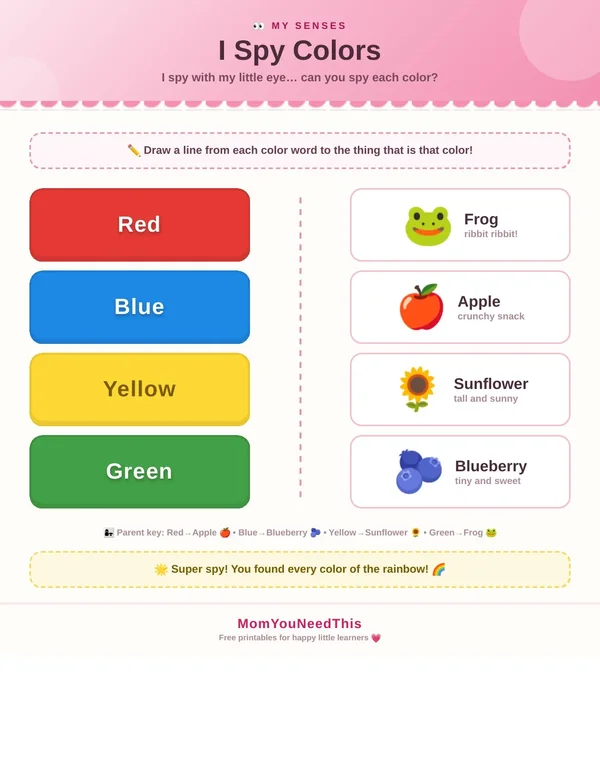 👀 MY SENSES
I Spy Colors
I spy with my little eye… can you spy each color?
✏️ Draw a line from each color word to the thing that is that color!
Red
Frog
ribbit ribbit!
Blue
Apple
crunchy snack
Yellow
Sunflower
tall and sunny
Green
Blueberry
tiny and sweet
👩‍👧 Parent key: Red→Apple 🍎 • Blue→Blueberry 🫐 • Yellow→Sunflower 🌻 • Green→Frog 🐸
🌟 Super spy! You found every color of the rainbow! 🌈
MomYouNeedThis
Free printables for happy little learners 💗